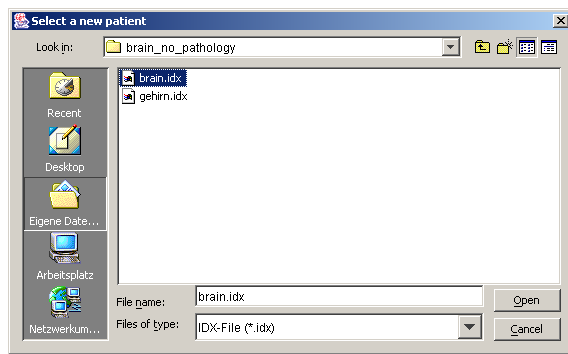 Select a new patient
Look in: brain_no_pathology
brain.idx
gehirn.idx
Recent
Desktop
Eigene Date...
Arbeitsplatz
Netzwerkum...
File name: brain.idx Open
Files of type: IDX-File (*.idx) Cancel